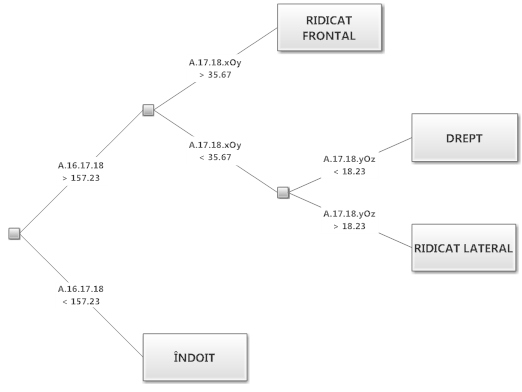 RIDICAT
FRONTAL
A.17.18.xOy
> 35.67
A.17.18.xOy
< 35.67
A.16.17.18
> 157.23
DREPT
A.17.18.yOz
< 18.23
A.17.18.yOz
> 18.23
RIDICAT LATERAL
A.16.17.18
< 157.23
ÎNDOIT